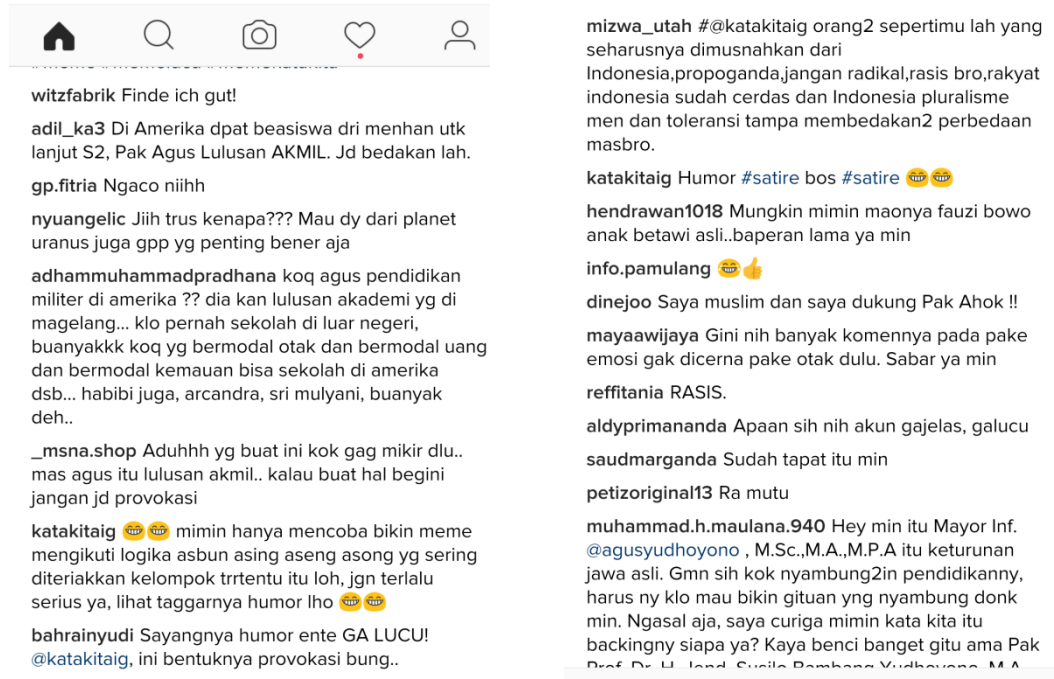 witzfabrik Finde ich gut!
adil_ka3 Di Amerika dpat beasiswa dri menhan utk
lanjut S2, Pak Agus Lulusan AKMIL. Jd bedakan lah.
gp.fitria Ngaco niihh
nyuangelic Jiih trus kenapa??? Mau dy dari planet
uranus juga gpp yg penting bener aja
adhammuhammadpradhana koq agus pendidikan
militer di amerika ?? dia kan lulusan akademi yg di
magelang... klo pernah sekolah di luar negeri,
buanyakkk koq yg bermodal otak dan bermodal uang
dan bermodal kemauan bisa sekolah di amerika
dsb... habibi juga, arcandra, sri mulyani, buanyak
deh..
_msna.shop Aduhhh yg buat ini kok gag mikir dlu..
mas agus itu lulusan akmil.. kalau buat hal begini
jangan jd provokasi
katakitaig 😂😂 mimin hanya mencoba bikin meme
mengikuti logika asbun asing aseng asong yg sering
diteriakkan kelompok trrtentu itu loh, jgn terlalu
serius ya, lihat taggarnya humor lho 😂😂
bahrainyudi Sayangnya humor ente GA LUCU!
@katakitaig, ini bentuknya provokasi bung..
mizwa_utah #@katakitaig orang2 sepertimu lah yang
seharusnya dimusnahkan dari
Indonesia,propoganda,jangan radikal,rasis bro,rakyat
indonesia sudah cerdas dan Indonesia pluralisme
men dan toleransi tampa membedakan2 perbedaan
masbro.
katakitaig Humor #satire bos #satire 😂😂
hendrawan1018 Mungkin mimin maonya fauzi bowo
anak betawi asli..baperan lama ya min
info.pamulang 😂👍
dinejoo Saya muslim dan saya dukung Pak Ahok !!
mayaawijaya Gini nih banyak komennya pada pake
emosi gak dicerna pake otak dulu. Sabar ya min
reffitania RASIS.
aldyprimananda Apaan sih nih akun gajelas, galucu
saudmarganda Sudah tapat itu min
petizoriginal13 Ra mutu
muhammad.h.maulana.940 Hey min itu Mayor Inf.
@agusyudhoyono , M.Sc.,M.A.,M.P.A itu keturunan
jawa asli. Gmn sih kok nyambung2in pendidikanny,
harus ny klo mau bikin gituan yng nyambung donk
min. Ngasal aja, saya curiga mimin kata kita itu
backingny siapa ya? Kaya benci banget gitu ama Pak
Prof. Dr. H. Jend. Susilo Bambang Yudhoyono, M.A